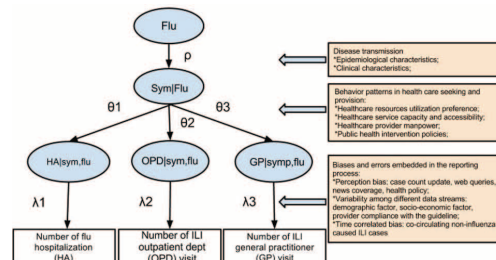 Flu
ρ
Sym|Flu
θ1
θ2
θ3
HA|sym,flu
OPD|sym,flu
GP|symp,flu
λ1
λ2
λ3
Number of flu
hospitalization
(HA)
Number of ILI
outpatient dept
(OPD) visit
Number of ILI
general practitioner
(GP) visit
Disease transmission
*Epidemiological characteristics;
*Clinical characteristics;
Behavior patterns in health care seeking and
provision:
*Healthcare resources utilization preference;
*Healthcare service capacity and accessibility;
*Healthcare provider manpower;
*Public health intervention policies;
Biases and errors embedded in the reporting
process:
*Perception bias: case count update, web queries,
news coverage, health policy;
*Variability among different data streams:
demographic factor, socio-economic factor,
provider compliance with the guideline;
*Time correlated bias: co-circulating non-influenza
caused ILI cases